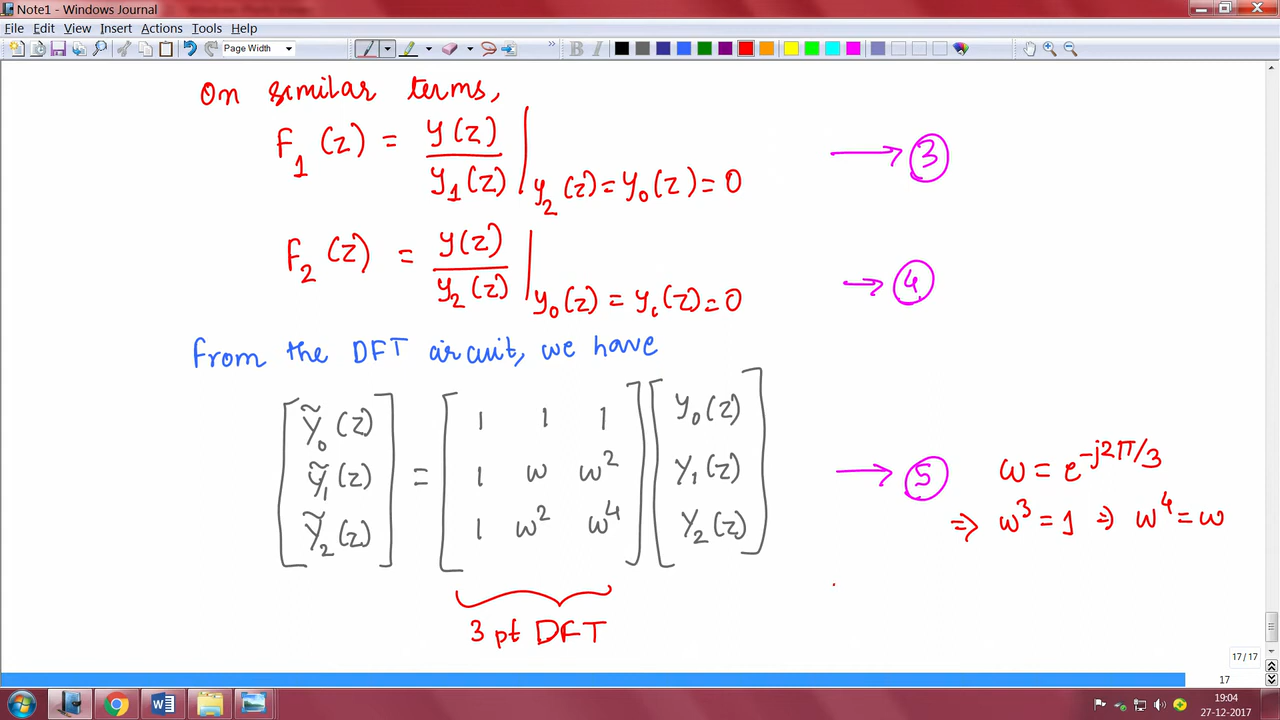 Note1 - Windows Journal
File Edit View Insert Actions Tools Help
Page Width
On similar terms,
F₁(z) = y(z) / y₁(z) | y₂(z) = y₀(z) = 0 → ③
F₂(z) = y(z) / y₂(z) | y₀(z) = y₁(z) = 0 → ④
From the DFT circuit, we have
[Ỹ₀(z)] = [1 1 1] [Y₀(z)]
[Ỹ₁(z)] [1 ω ω²] [Y₁(z)] → ⑤ ω = e^{-j2π/3}
[Ỹ₂(z)] [1 ω² ω⁴] [Y₂(z)] ⇒ ω³ = 1 ⇒ ω⁴ = ω
3 pt DFT
17/17
17
19:04
27-12-2017